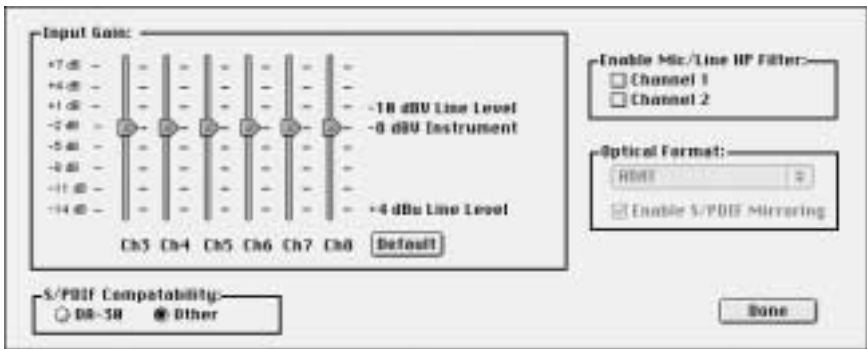 Input Gain:
+7 dB
+4 dB
+1 dB
-2 dB
-5 dB
-8 dB
-11 dB
-14 dB
-10 dBV Line Level
-8 dBV Instrument
+4 dBu Line Level
Ch3 Ch4 Ch5 Ch6 Ch7 Ch8 Default
Enable Mic/Line HP Filter:
Channel 1
Channel 2
Optical Format:
ADAT
Enable S/PDIF Mirroring
S/PDIF Compatability:
DA-30 Other
Done